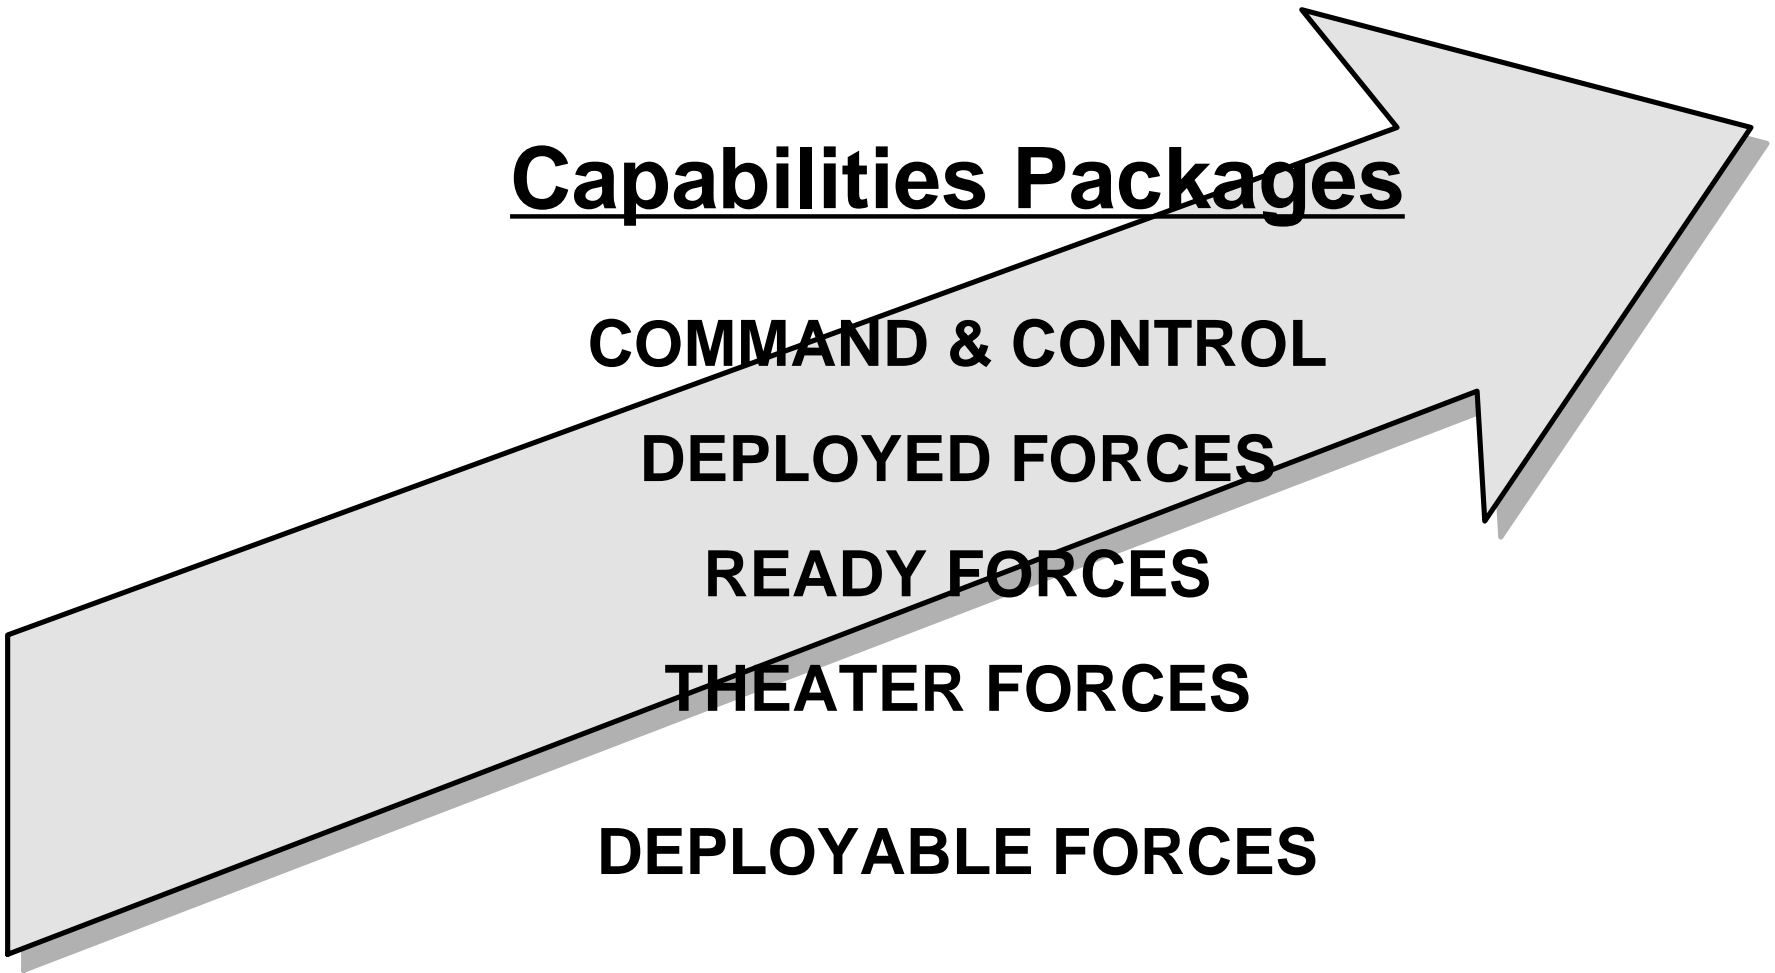 Capabilities Packages
COMMAND & CONTROL
DEPLOYED FORCES
READY FORCES
THEATER FORCES
DEPLOYABLE FORCES